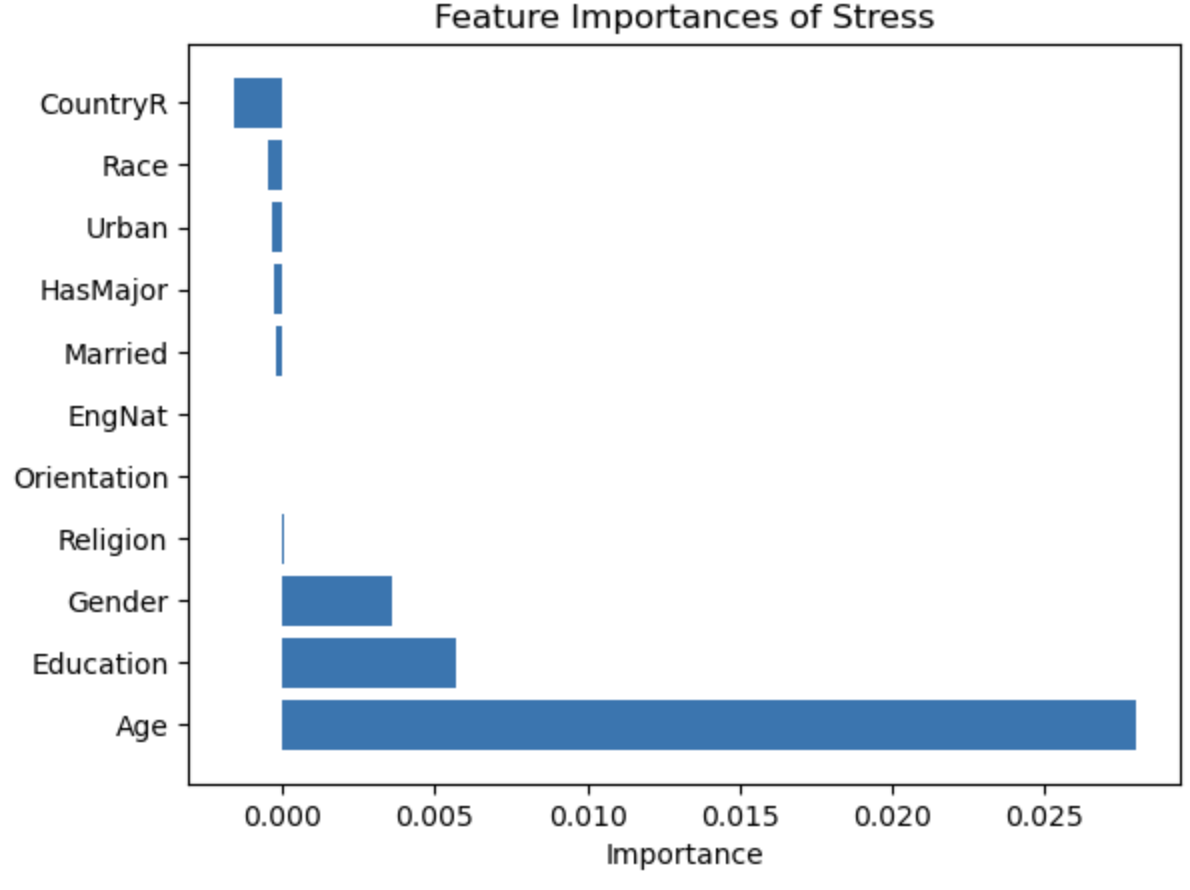 Feature Importances of Stress
CountryR
Race
Urban
HasMajor
Married
EngNat
Orientation
Religion
Gender
Education
Age
0.000 0.005 0.010 0.015 0.020 0.025
Importance